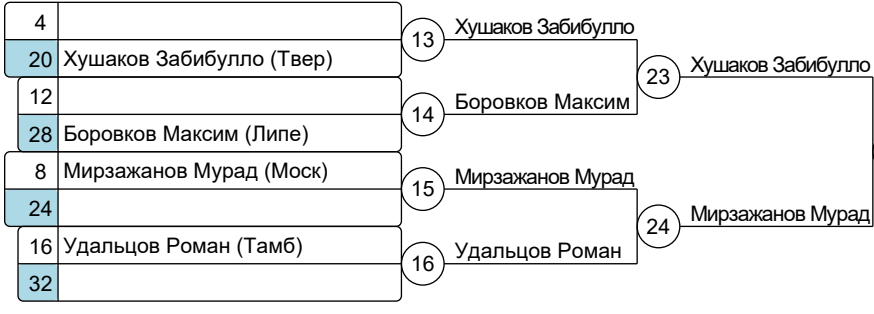 4
13
Хушаков Забибулло
20 Хушаков Забибулло (Твер)
23
Хушаков Забибулло
12
14
Боровков Максим
28 Боровков Максим (Липе)
8 Мирзажанов Мурад (Моск)
15
Мирзажанов Мурад
24
24
Мирзажанов Мурад
16 Удальцов Роман (Тамб)
16
Удальцов Роман
32